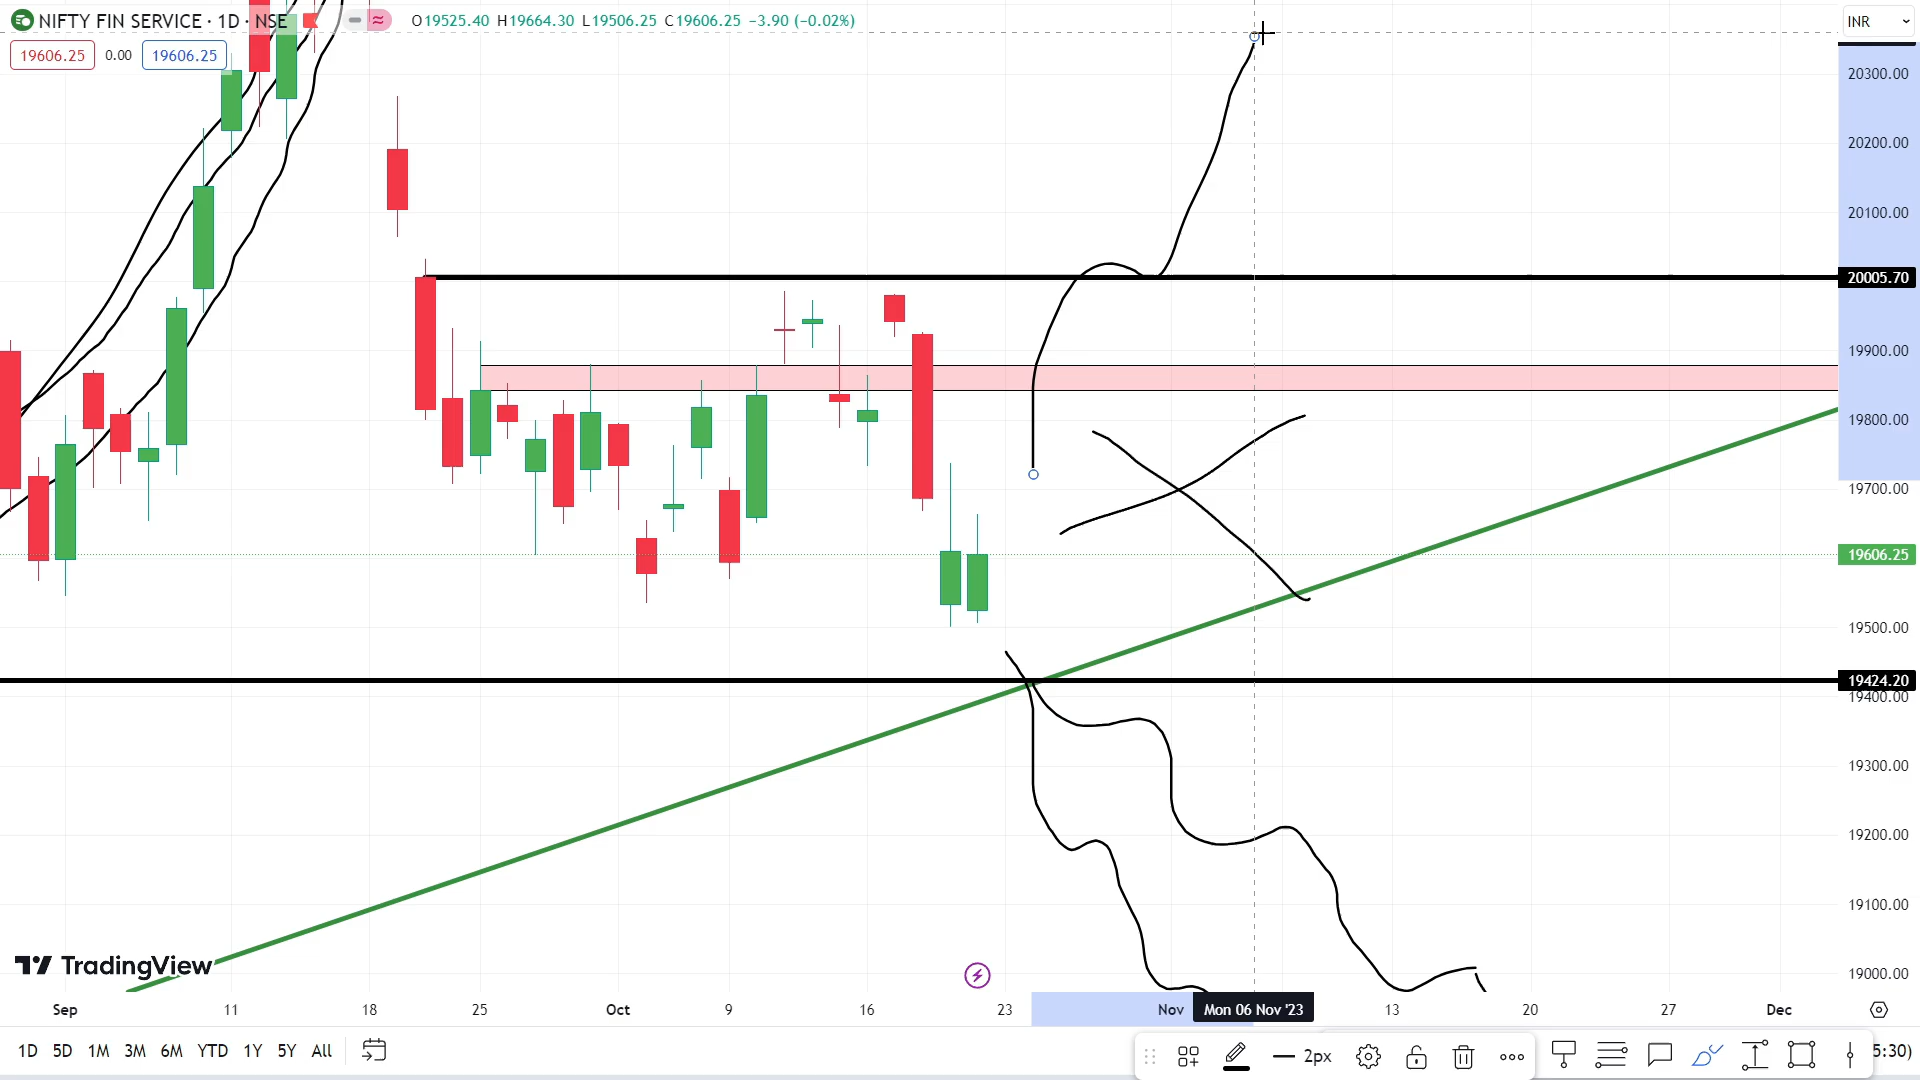 NIFTY FIN SERVICE · 1D · NSE
O19525.40 H19664.30 L19506.25 C19606.25 −3.90 (−0.02%)
INR
19606.25 0.00 19606.25
20300.00
20200.00
20100.00
20005.70
19900.00
19800.00
19700.00
19606.25
19500.00
19424.20
19400.00
19300.00
19200.00
19100.00
19000.00
TradingView
Sep 11 18 25 Oct 9 16 23 Nov Mon 06 Nov '23 13 20 27 Dec
1D 5D 1M 3M 6M YTD 1Y 5Y All
2px
5:30)